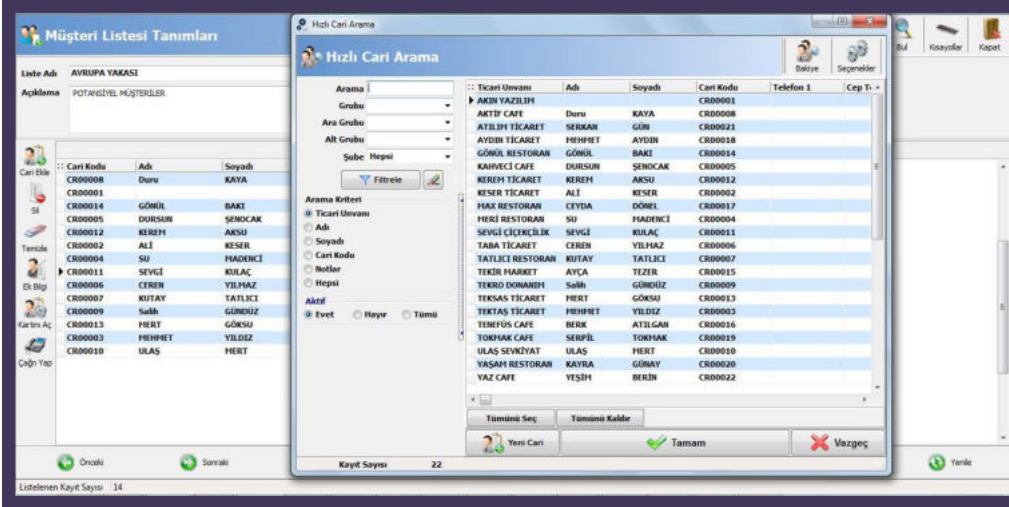 Müşteri Listesi Tanımları
Liste Adı AVRUPA YAKASI
Açıklama POTANSİYEL MÜŞTERİLER
Cari Ekle
Sil
Temizle
Ek Bilgi
Kartını Aç
Çağrı Yap
Cari Kodu Adı Soyadı
CR00008 Duru KAYA
CR00001
CR00014 GÖNÜL BAKI
CR00005 DURSUN ŞENOCAK
CR00012 KEREM AKSU
CR00002 ALİ KESER
CR00004 SU MADENCİ
CR00011 SEVGİ KULAÇ
CR00006 CEREN YILMAZ
CR00007 KUTAY TATLICI
CR00009 Salih GÜNDÜZ
CR00013 MERT GÖKSU
CR00003 MEHMET YILDIZ
CR00010 ULAŞ MERT
Önceki Sonraki
Listelenen Kayıt Sayısı 14
Hızlı Cari Arama
Hızlı Cari Arama
Bakiye Seçenekler
Arama
Grubu
Ara Grubu
Alt Grubu
Şube Hepsi
Filtrele
Arama Kriteri
Ticari Ünvanı
Adı
Soyadı
Cari Kodu
Notlar
Hepsi
Aktif
Evet Hayır Tümü
Ticari Ünvanı Adı Soyadı Cari Kodu Telefon 1 Cep T
AKIN YAZILIM CR00001
AKTİF CAFE Duru KAYA CR00008
ATILIM TİCARET SERKAN GÜN CR00021
AYDIN TİCARET MEHMET AYDIN CR00018
GÖNÜL RESTORAN GÖNÜL BAKI CR00014
KAHVECİ CAFE DURSUN ŞENOCAK CR00005
KEREM TİCARET KEREM AKSU CR00012
KESER TİCARET ALİ KESER CR00002
MAX RESTORAN CEYDA DÖNEL CR00017
MERİ RESTORAN SU MADENCİ CR00004
SEVGİ ÇİÇEKÇİLİK SEVGİ KULAÇ CR00011
TABA TİCARET CEREN YILMAZ CR00006
TATLICI RESTORAN KUTAY TATLICI CR00007
TEKİR MARKET AYÇA TEZER CR00015
TEKRO DONANIM Salih GÜNDÜZ CR00009
TEKSAS TİCARET MERT GÖKSU CR00013
TEKTAŞ TİCARET MEHMET YILDIZ CR00003
TENEFÜS CAFE BERK ATILGAN CR00016
TOKMAK CAFE SERPİL TOKMAK CR00019
ULAŞ SEVKİYAT ULAŞ MERT CR00010
YAŞAM RESTORAN KAYRA GÜNAY CR00020
YAZ CAFE YEŞİM BERİN CR00022
Tümünü Seç Tümünü Kaldır
Yeni Cari Tamam Vazgeç
Kayıt Sayısı 22
Bul Kısayollar Kapat
Yenile